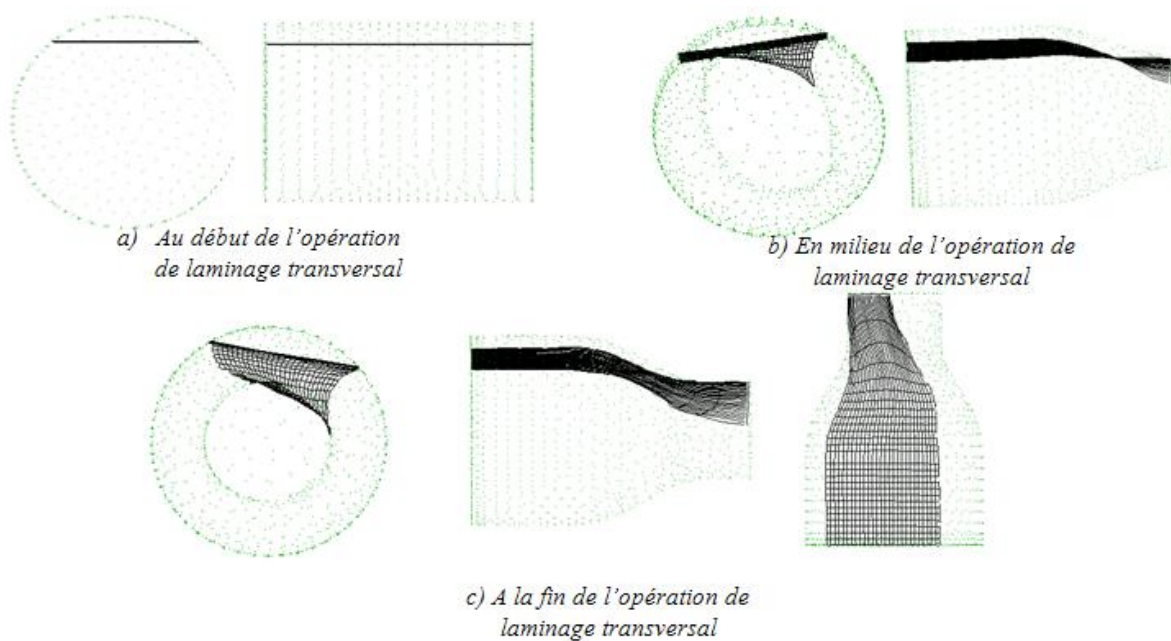 a) Au début de l'opération
de laminage transversal
b) En milieu de l'opération de
laminage transversal
c) A la fin de l'opération de
laminage transversal